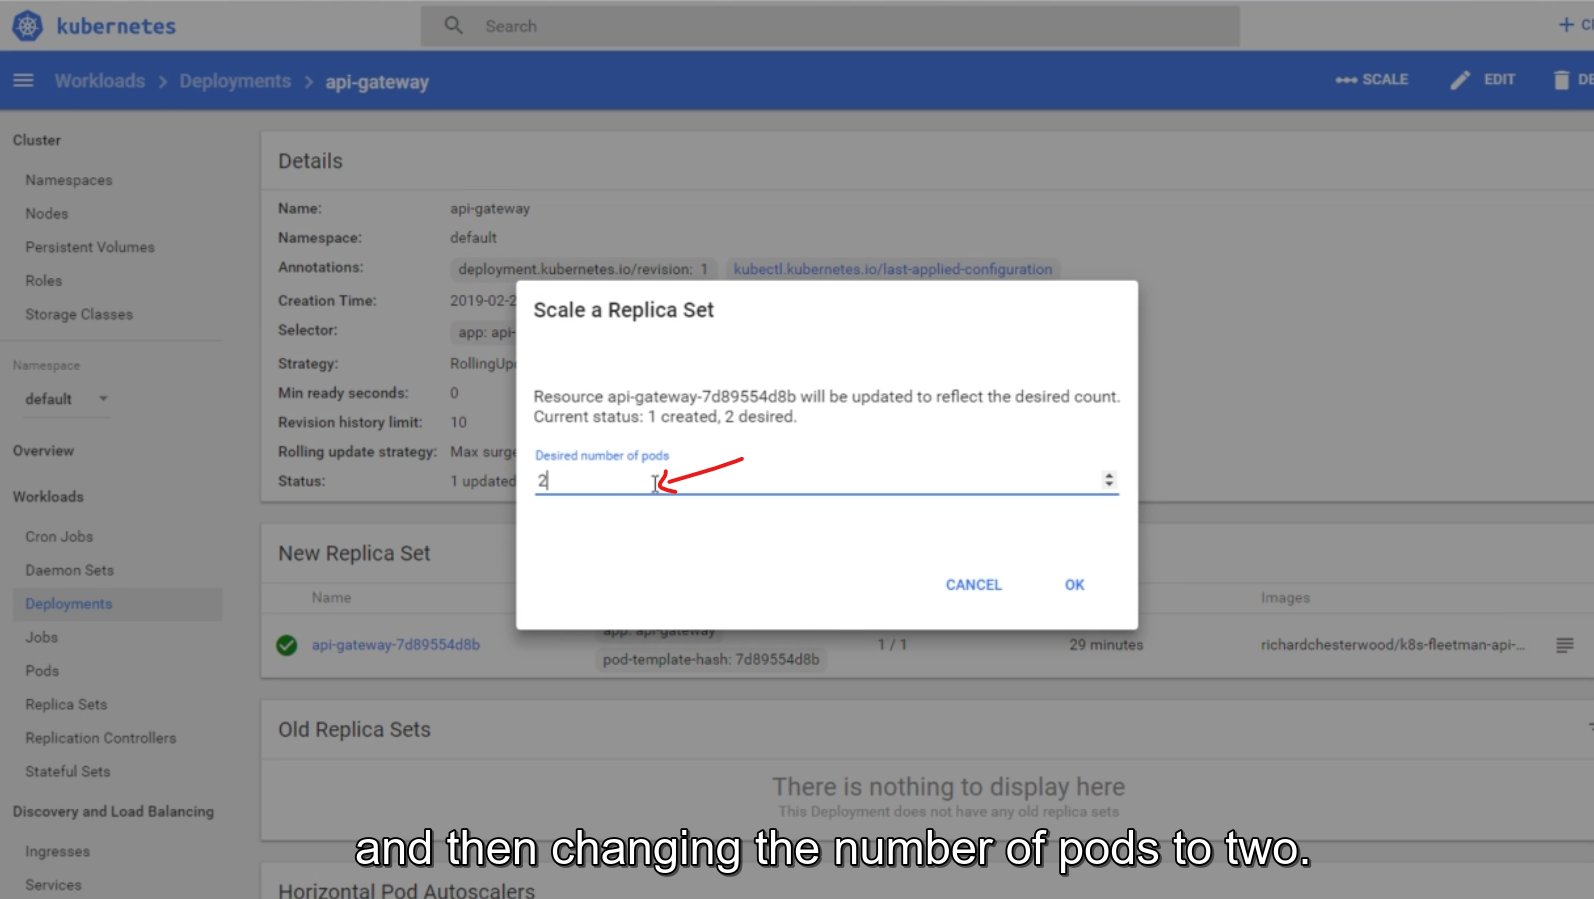 kubernetes
Search
Workloads > Deployments > api-gateway
SCALE
EDIT
Cluster
Namespaces
Nodes
Persistent Volumes
Roles
Storage Classes
Namespace
default
Overview
Workloads
Cron Jobs
Daemon Sets
Deployments
Jobs
Pods
Replica Sets
Replication Controllers
Stateful Sets
Discovery and Load Balancing
Ingresses
Services
Details
Name: api-gateway
Namespace: default
Annotations: deployment.kubernetes.io/revision: 1 kubectl.kubernetes.io/last-applied-configuration
Creation Time: 2019-02-2
Selector: app: api-
Strategy: RollingUp
Min ready seconds: 0
Revision history limit: 10
Rolling update strategy: Max surge
Status: 1 updated
Scale a Replica Set
Resource api-gateway-7d89554d8b will be updated to reflect the desired count.
Current status: 1 created, 2 desired.
Desired number of pods
2
CANCEL OK
New Replica Set
Name Images
api-gateway-7d89554d8b app: api-gateway 1 / 1 29 minutes richardchesterwood/k8s-fleetman-api-...
pod-template-hash: 7d89554d8b
Old Replica Sets
There is nothing to display here
This Deployment does not have any old replica sets
and then changing the number of pods to two.
Horizontal Pod Autoscalers